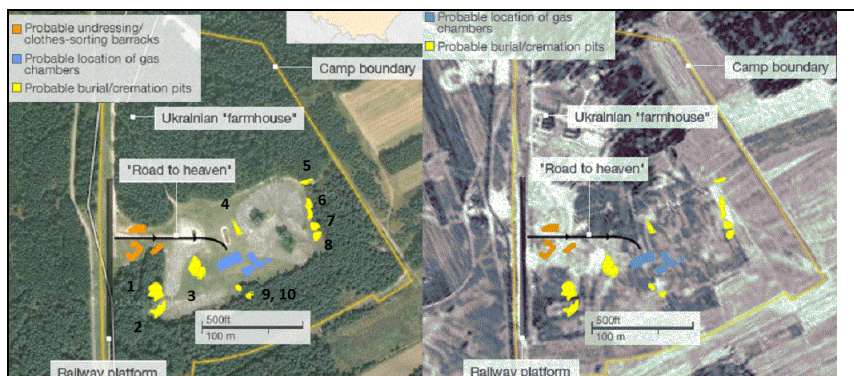 Probable undressing/
clothes-sorting barracks
Probable location of gas
chambers
Probable burial/cremation pits
Camp boundary
Ukrainian "farmhouse"
"Road to heaven"
5
6
4
7
8
1
3
9, 10
2
500ft
100 m
Railway platform
Probable location of gas
chambers
Probable burial/cremation pits
Camp boundary
Ukrainian "farmhouse"
"Road to heaven"
500ft
100 m
Railway platform